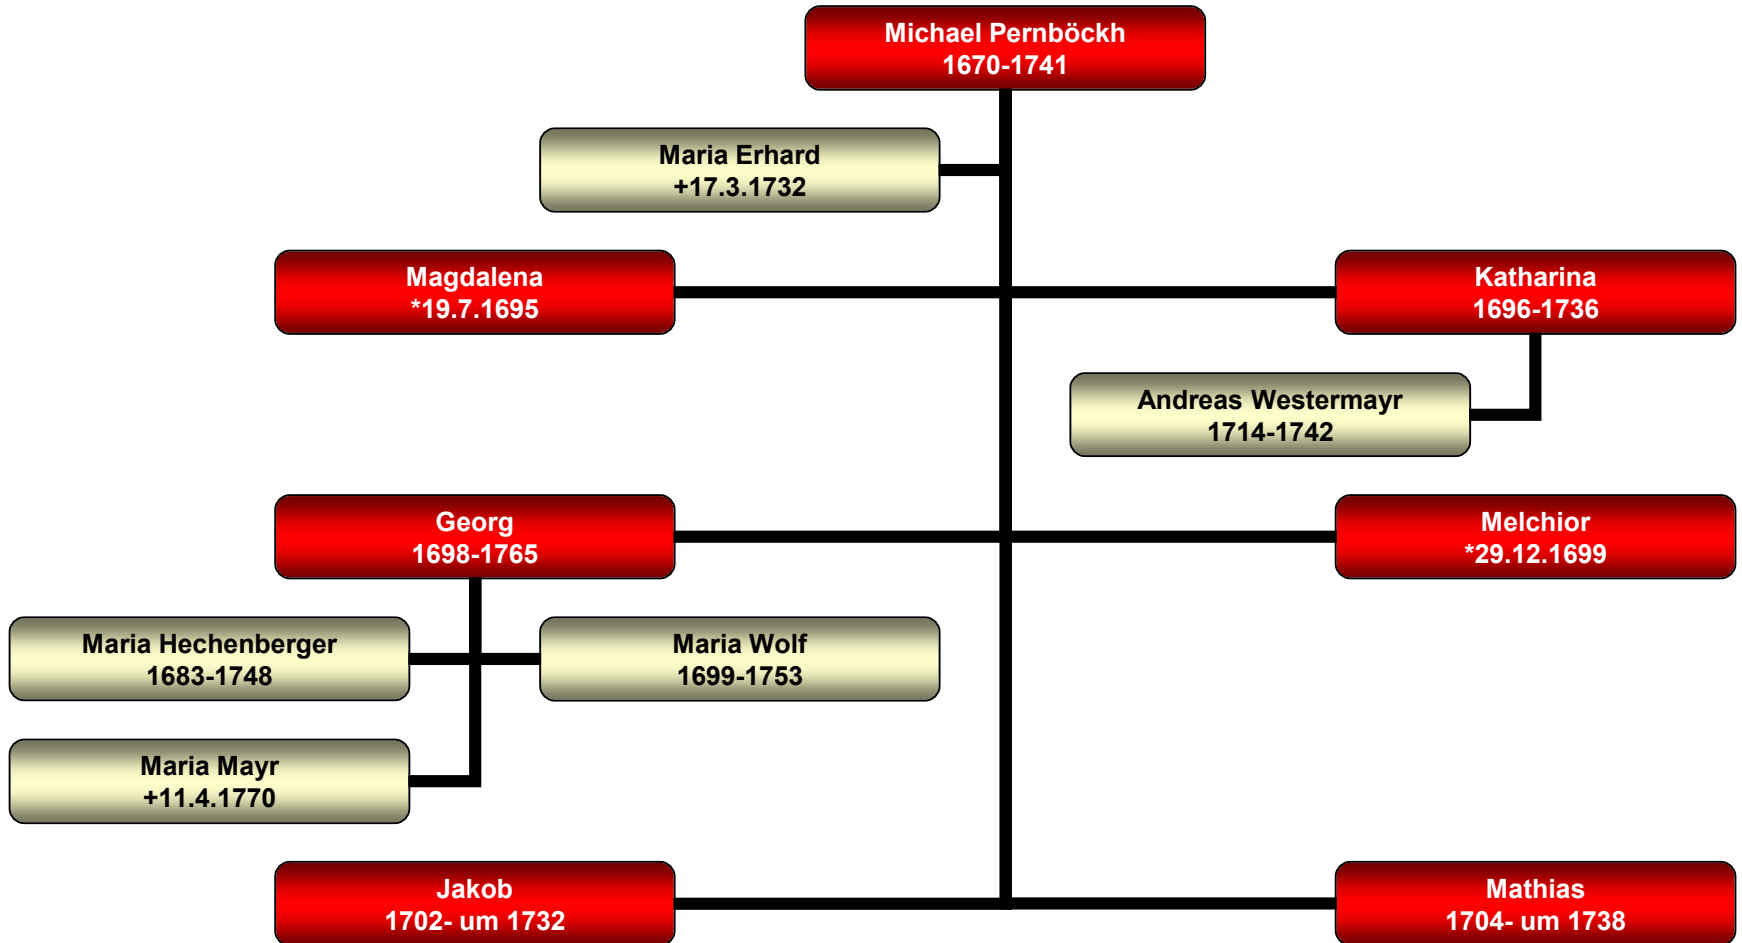 Michael Pernböckh
1670-1741
Maria Erhard
+17.3.1732
Magdalena
*19.7.1695
Katharina
1696-1736
Andreas Westermayr
1714-1742
Georg
1698-1765
Melchior
*29.12.1699
Maria Hechenberger
1683-1748
Maria Wolf
1699-1753
Maria Mayr
+11.4.1770
Jakob
1702- um 1732
Mathias
1704- um 1738